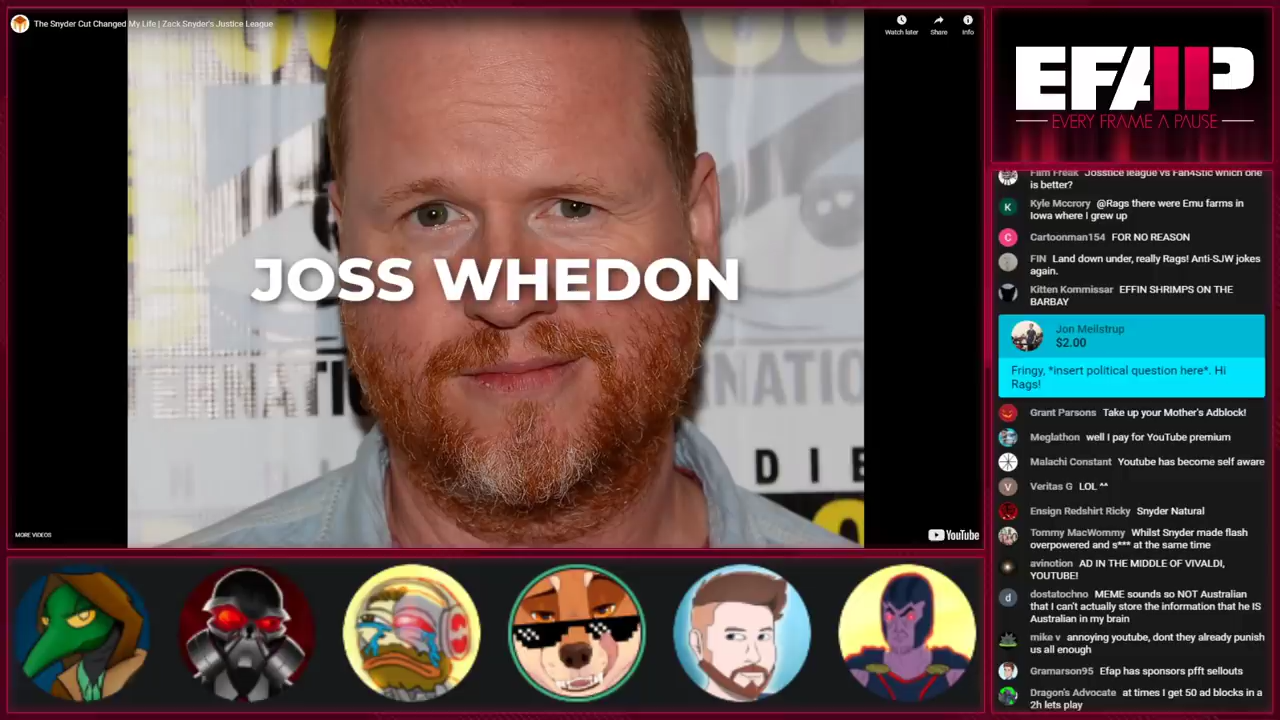 The Snyder Cut Changed My Life | Zack Snyder's Justice League
Watch later
Share
Info
JOSS WHEDON
ERNATI
NATIO
DIE
MORE VIDEOS
YouTube
EFAP
EVERY FRAME A PAUSE
Film Freak Josstice league vs Fan4Stic which one
is better?
K
Kyle Mccrory @Rags there were Emu farms in
Iowa where I grew up
C
Cartoonman154 FOR NO REASON
FIN Land down under, really Rags! Anti-SJW jokes
again.
Kitten Kommissar EFFIN SHRIMPS ON THE
BARBAY
Jon Meilstrup
$2.00
Fringy, *insert political question here*. Hi
Rags!
Grant Parsons Take up your Mother's Adblock!
Meglathon well I pay for YouTube premium
Malachi Constant Youtube has become self aware
V
Veritas G LOL ^^
Ensign Redshirt Ricky Snyder Natural
Tommy MacWommy Whilst Snyder made flash
overpowered and s*** at the same time
avinotion AD IN THE MIDDLE OF VIVALDI,
YOUTUBE!
d
dostatochno MEME sounds so NOT Australian
that I can't actually store the information that he IS
Australian in my brain
mike v annoying youtube, dont they already punish
us all enough
Gramarson95 Efap has sponsors pfft sellouts
Dragon's Advocate at times I get 50 ad blocks in a
2h lets play